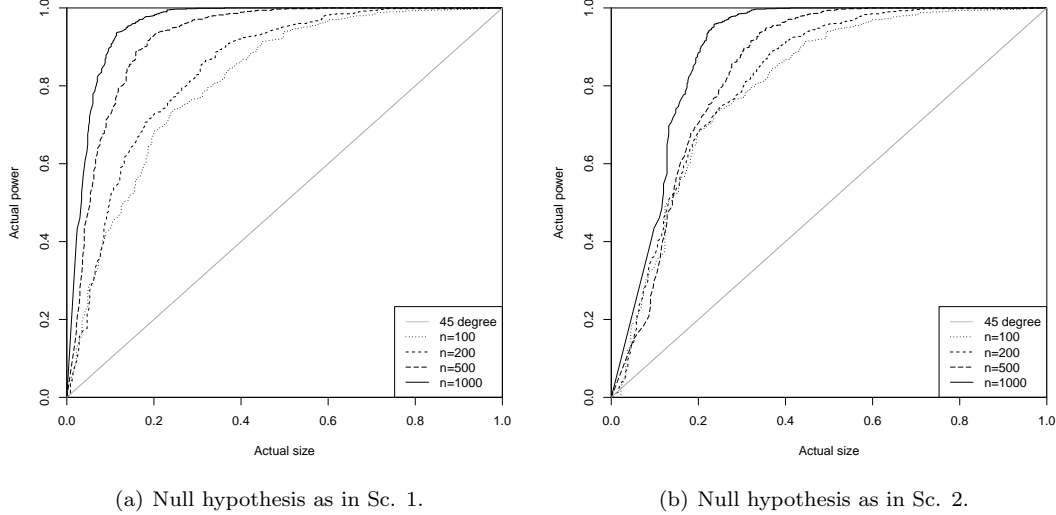 Actual power
1.0
0.8
0.6
0.4
0.2
0.0
0.0 0.2 0.4 0.6 0.8 1.0
Actual size
45 degree
n=100
n=200
n=500
n=1000
(a) Null hypothesis as in Sc. 1.
Actual power
1.0
0.8
0.6
0.4
0.2
0.0
0.0 0.2 0.4 0.6 0.8 1.0
Actual size
45 degree
n=100
n=200
n=500
n=1000
(b) Null hypothesis as in Sc. 2.